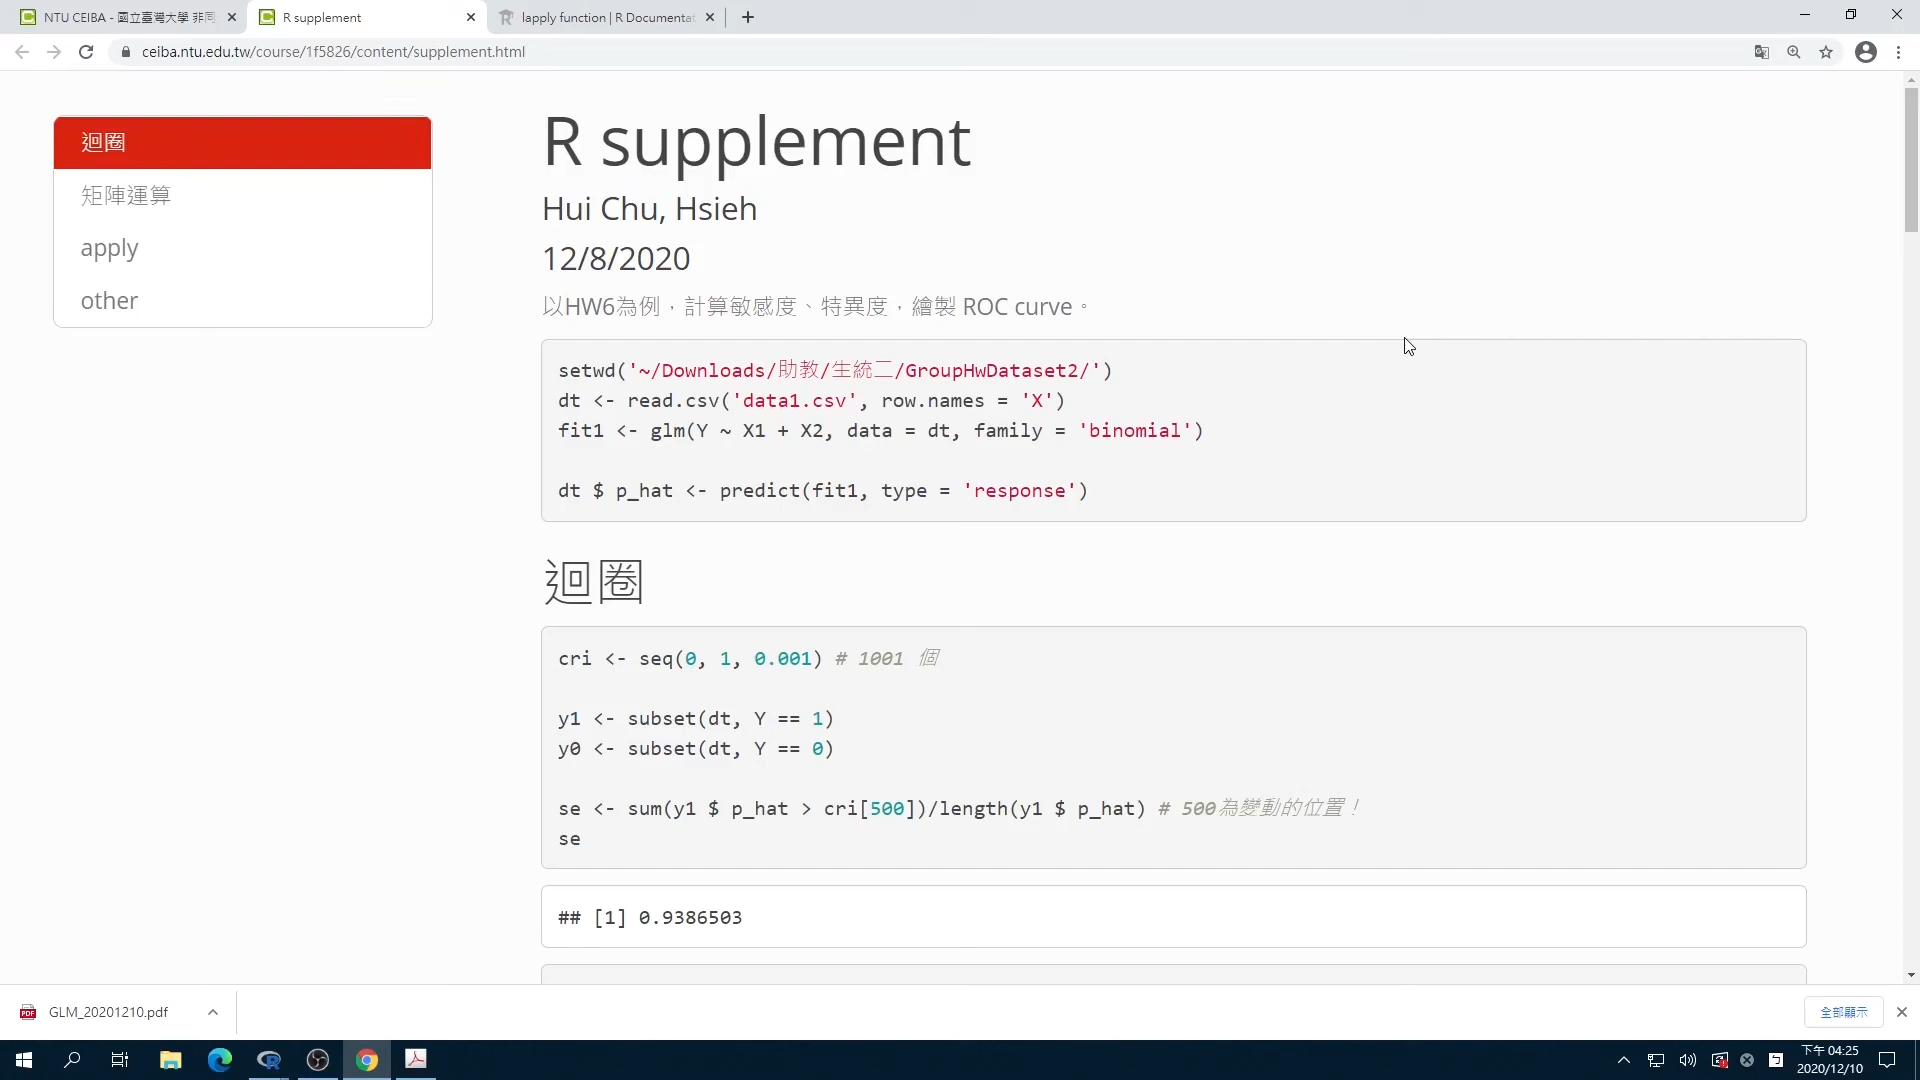 NTU CEIBA - 國立臺灣大學 非同
R supplement
lapply function | R Documentat
ceiba.ntu.edu.tw/course/1f5826/content/supplement.html
迴圈
矩陣運算
apply
other
R supplement
Hui Chu, Hsieh
12/8/2020
以HW6為例，計算敏感度、特異度，繪製 ROC curve。
setwd('~/Downloads/助教/生統二/GroupHwDataset2/')
dt <- read.csv('data1.csv', row.names = 'X')
fit1 <- glm(Y ~ X1 + X2, data = dt, family = 'binomial')
dt $ p_hat <- predict(fit1, type = 'response')
迴圈
cri <- seq(0, 1, 0.001) # 1001 個
y1 <- subset(dt, Y == 1)
y0 <- subset(dt, Y == 0)
se <- sum(y1 $ p_hat > cri[500])/length(y1 $ p_hat) # 500為變動的位置！
se
## [1] 0.9386503
GLM_20201210.pdf
全部顯示
下午 04:25
2020/12/10